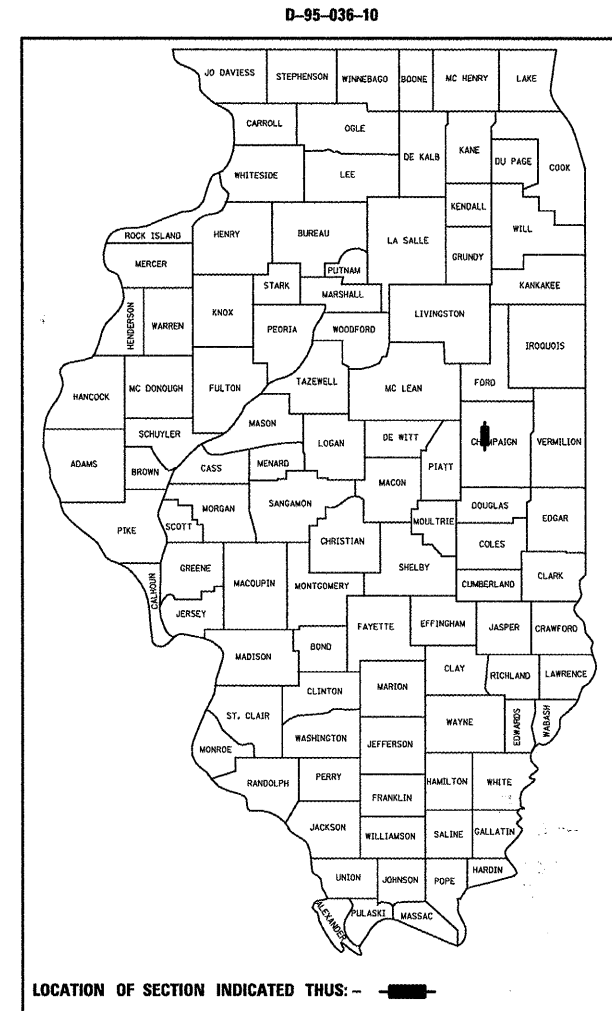 D-95-036-10
JO DAVIESS
STEPHENSON
WINNEBAGO
BOONE
MC HENRY
LAKE
CARROLL
OGLE
DE KALB
KANE
DU PAGE
COOK
WHITESIDE
LEE
KENDALL
ROCK ISLAND
HENRY
BUREAU
LA SALLE
WILL
MERCER
PUTNAM
GRUNDY
STARK
MARSHALL
KANKAKEE
HENDERSON
WARREN
KNOX
PEORIA
WOODFORD
LIVINGSTON
IROQUOIS
HANCOCK
MC DONOUGH
FULTON
TAZEWELL
MC LEAN
FORD
MASON
SCHUYLER
LOGAN
DE WITT
CHAMPAIGN
VERMILION
ADAMS
BROWN
CASS
MENARD
PIATT
MACON
MORGAN
SANGAMON
DOUGLAS
EDGAR
PIKE
SCOTT
CHRISTIAN
MOULTRIE
COLES
GREENE
MACOUPIN
MONTGOMERY
SHELBY
CUMBERLAND
CLARK
CALHOUN
JERSEY
FAYETTE
EFFINGHAM
JASPER
CRAWFORD
MADISON
BOND
CLAY
RICHLAND
LAWRENCE
CLINTON
MARION
ST. CLAIR
WAYNE
EDWARDS
WABASH
WASHINGTON
JEFFERSON
MONROE
RANDOLPH
PERRY
HAMILTON
WHITE
FRANKLIN
JACKSON
WILLIAMSON
SALINE
GALLATIN
UNION
JOHNSON
POPE
HARDIN
ALEXANDER
PULASKI
MASSAC
LOCATION OF SECTION INDICATED THUS: -